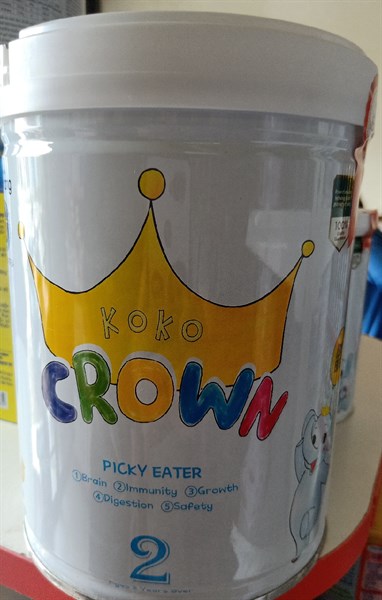 KOKO
CROWN
PICKY EATER
①Brain ②Immunity ③Growth
④Digestion ⑤Safety
2